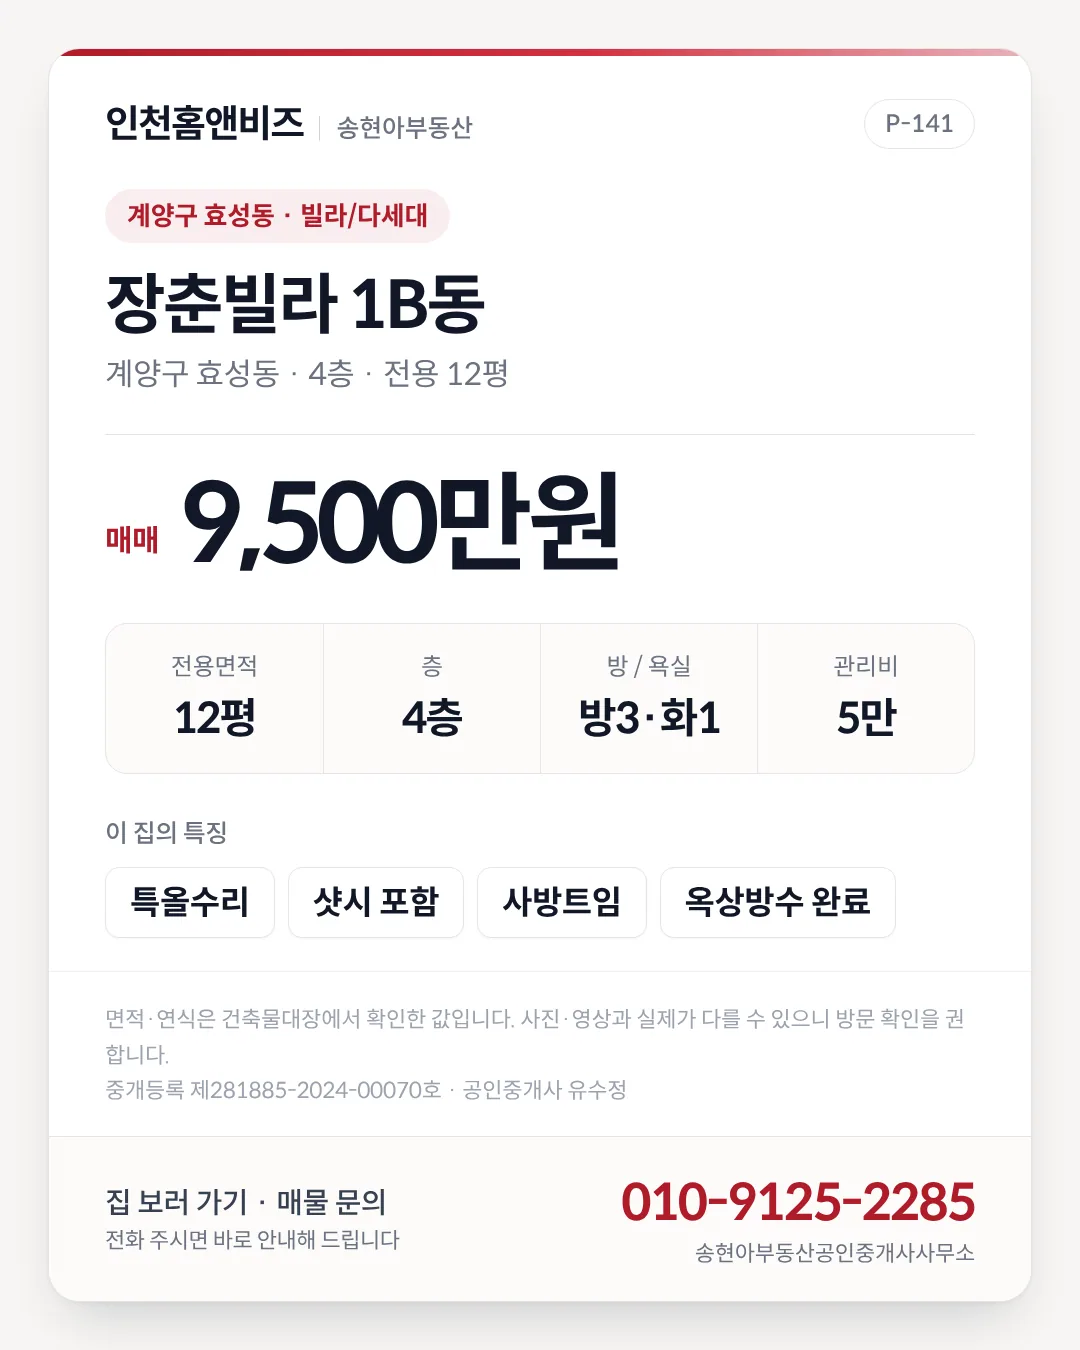 인천홈앤비즈 | 송현아부동산
P-141
계양구 효성동 · 빌라/다세대
장춘빌라 1B동
계양구 효성동 · 4층 · 전용 12평
매매 9,500만원
전용면적 층 방 / 욕실 관리비
12평 4층 방3·화1 5만
이 집의 특징
특올수리 샷시 포함 사방트임 옥상방수 완료
면적·연식은 건축물대장에서 확인한 값입니다. 사진·영상과 실제가 다를 수 있으니 방문 확인을 권
합니다.
중개등록 제281885-2024-00070호 · 공인중개사 유수정
집 보러 가기 · 매물 문의
전화 주시면 바로 안내해 드립니다
010-9125-2285
송현아부동산공인중개사사무소